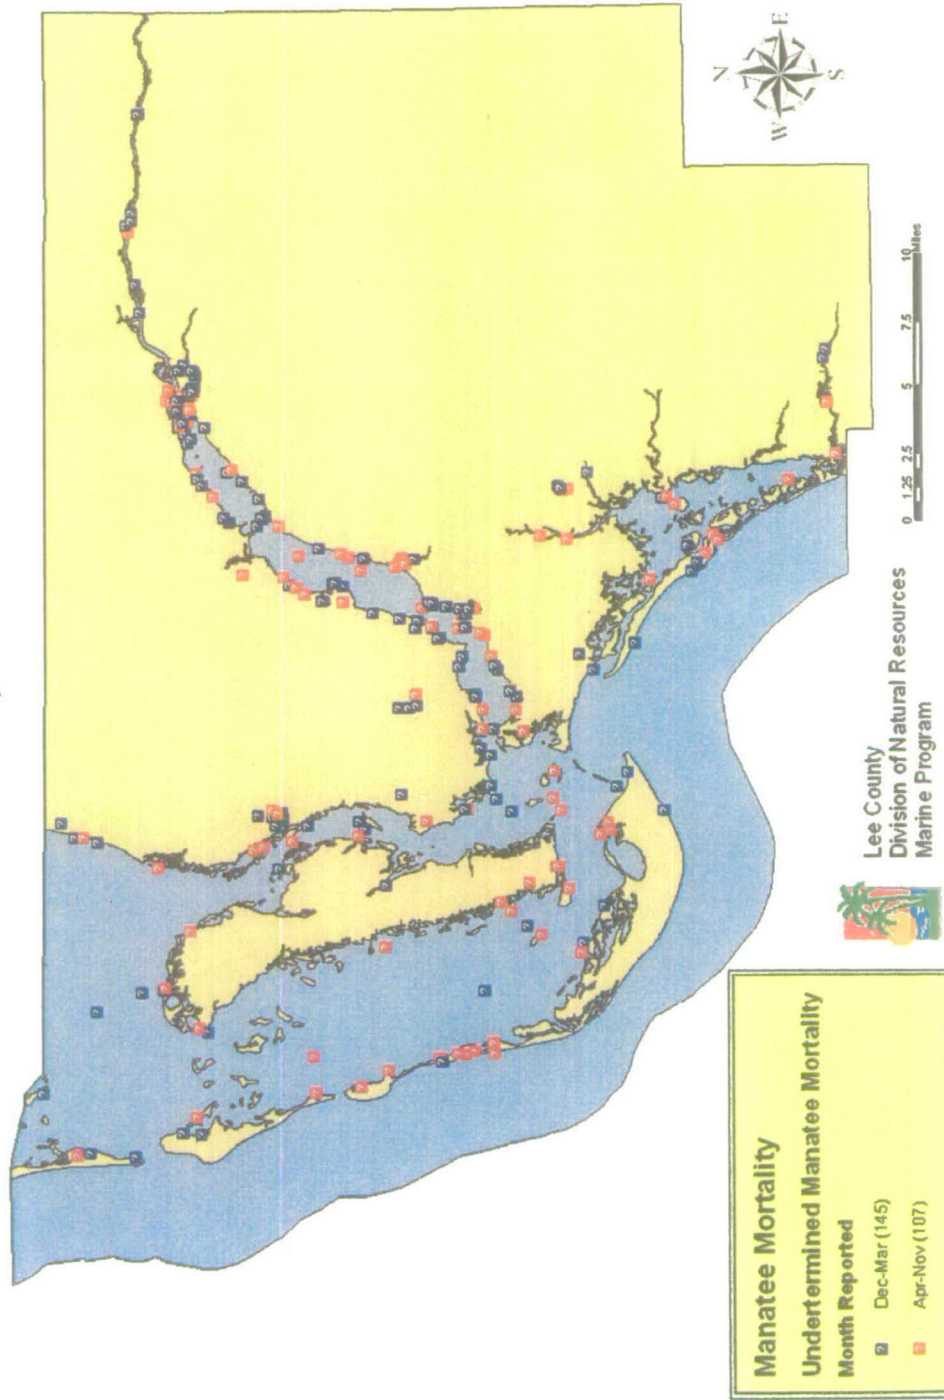 Manatee Mortality
Undertermined Manatee Mortality
Month Reported
? Dec-Mar (145)
? Apr-Nov (107)
Lee County
Division of Natural Resources
Marine Program
0 1.25 2.5 5 7.5 10
Miles
N
W E
S